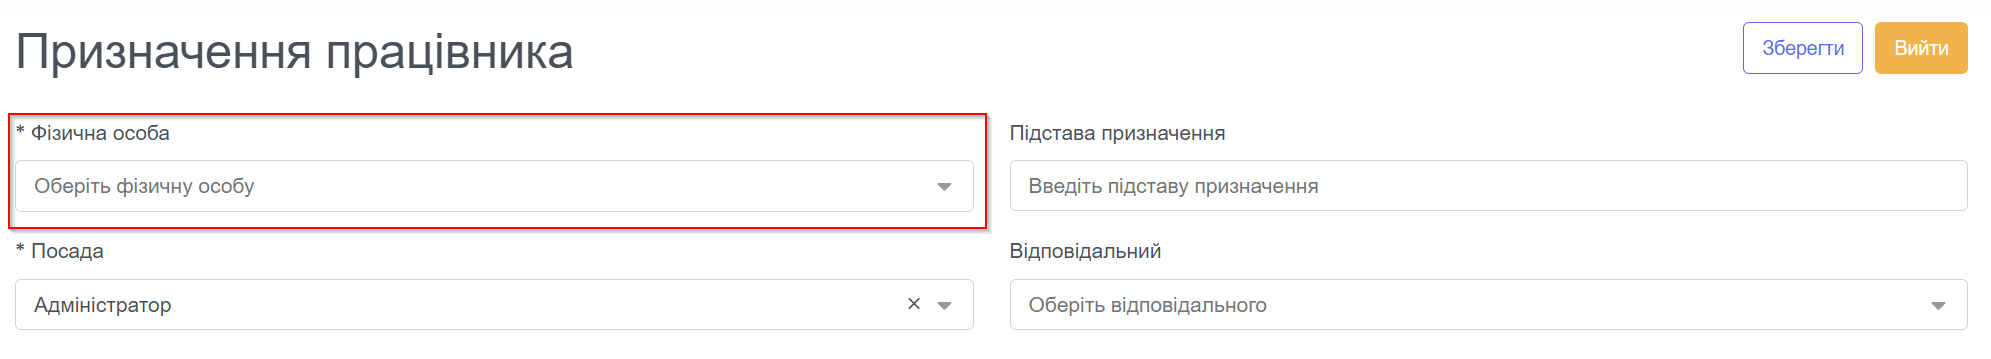 Призначення працівника
Зберегти
Вийти
* Фізична особа
Оберіть фізичну особу
Підстава призначення
Введіть підставу призначення
* Посада
Адміністратор
Відповідальний
Оберіть відповідального